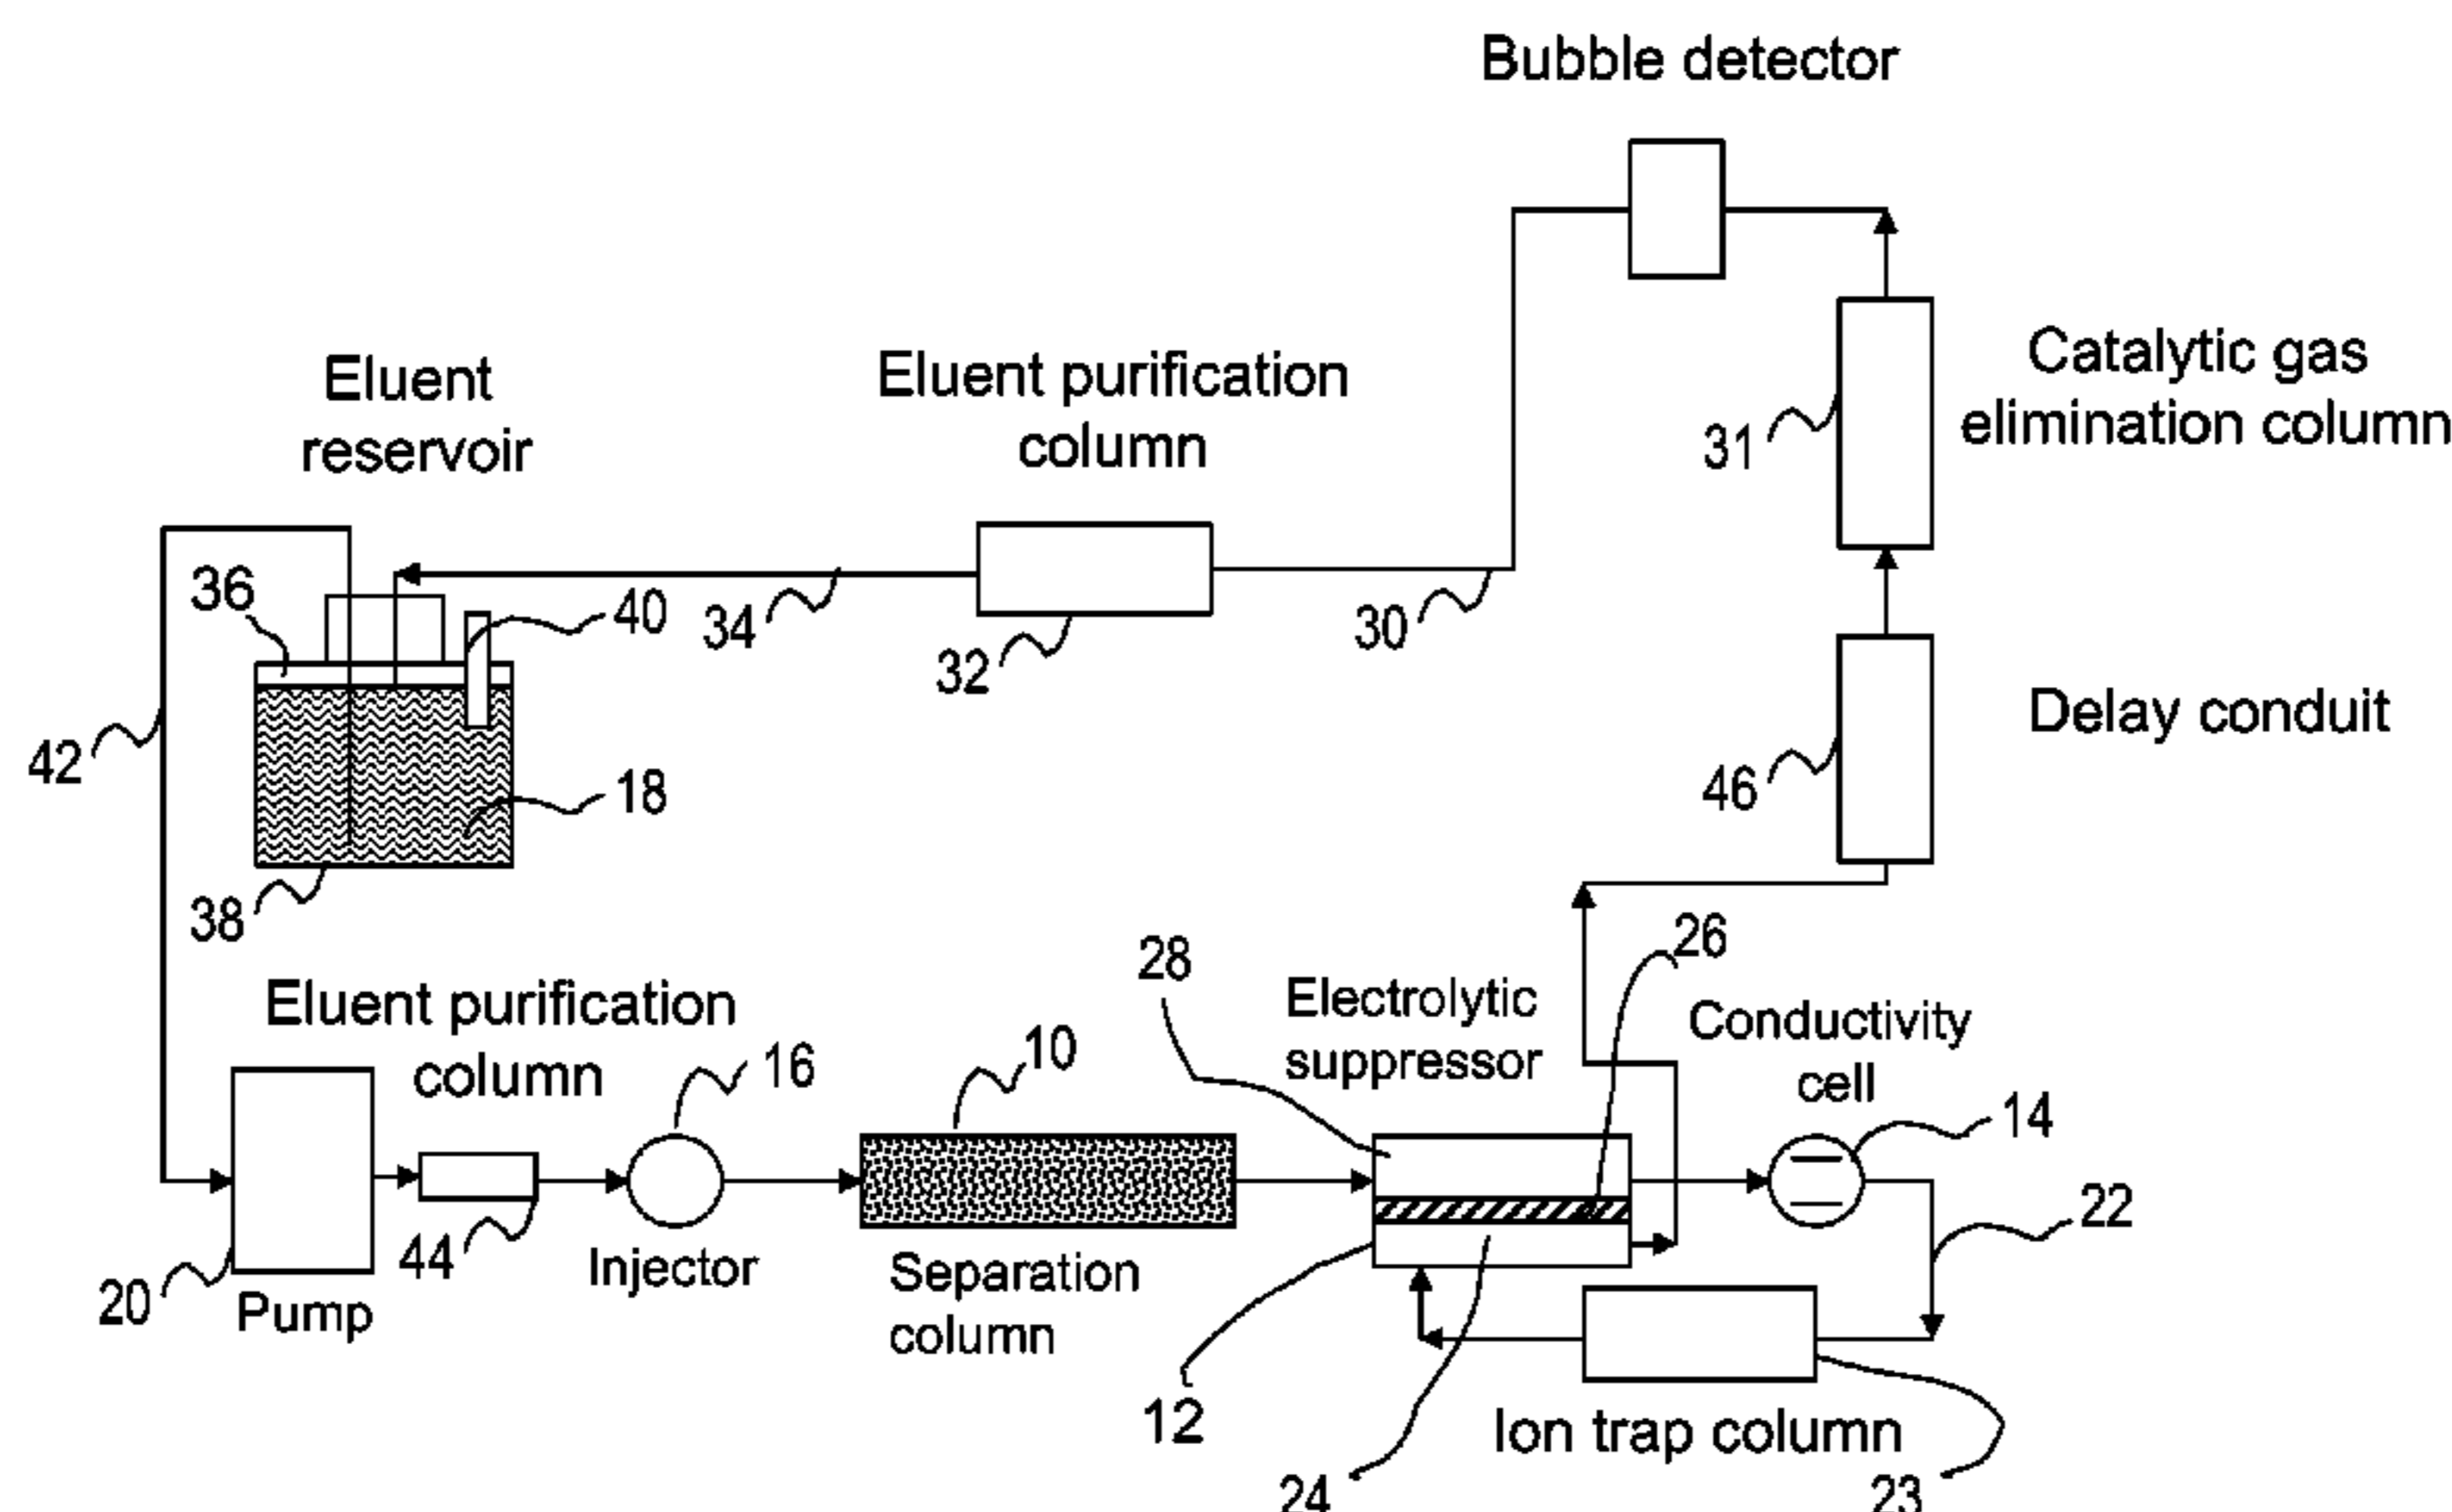 Bubble detector
Catalytic gas
elimination column
31
Eluent
reservoir
Eluent purification
column
36
40
34
32
30
Delay conduit
46
42
18
38
26
28
Electrolytic
suppressor
Conductivity
cell
Eluent purification
column
16
10
14
22
44
20
Pump
Injector
Separation
column
12
24
Ion trap column
23